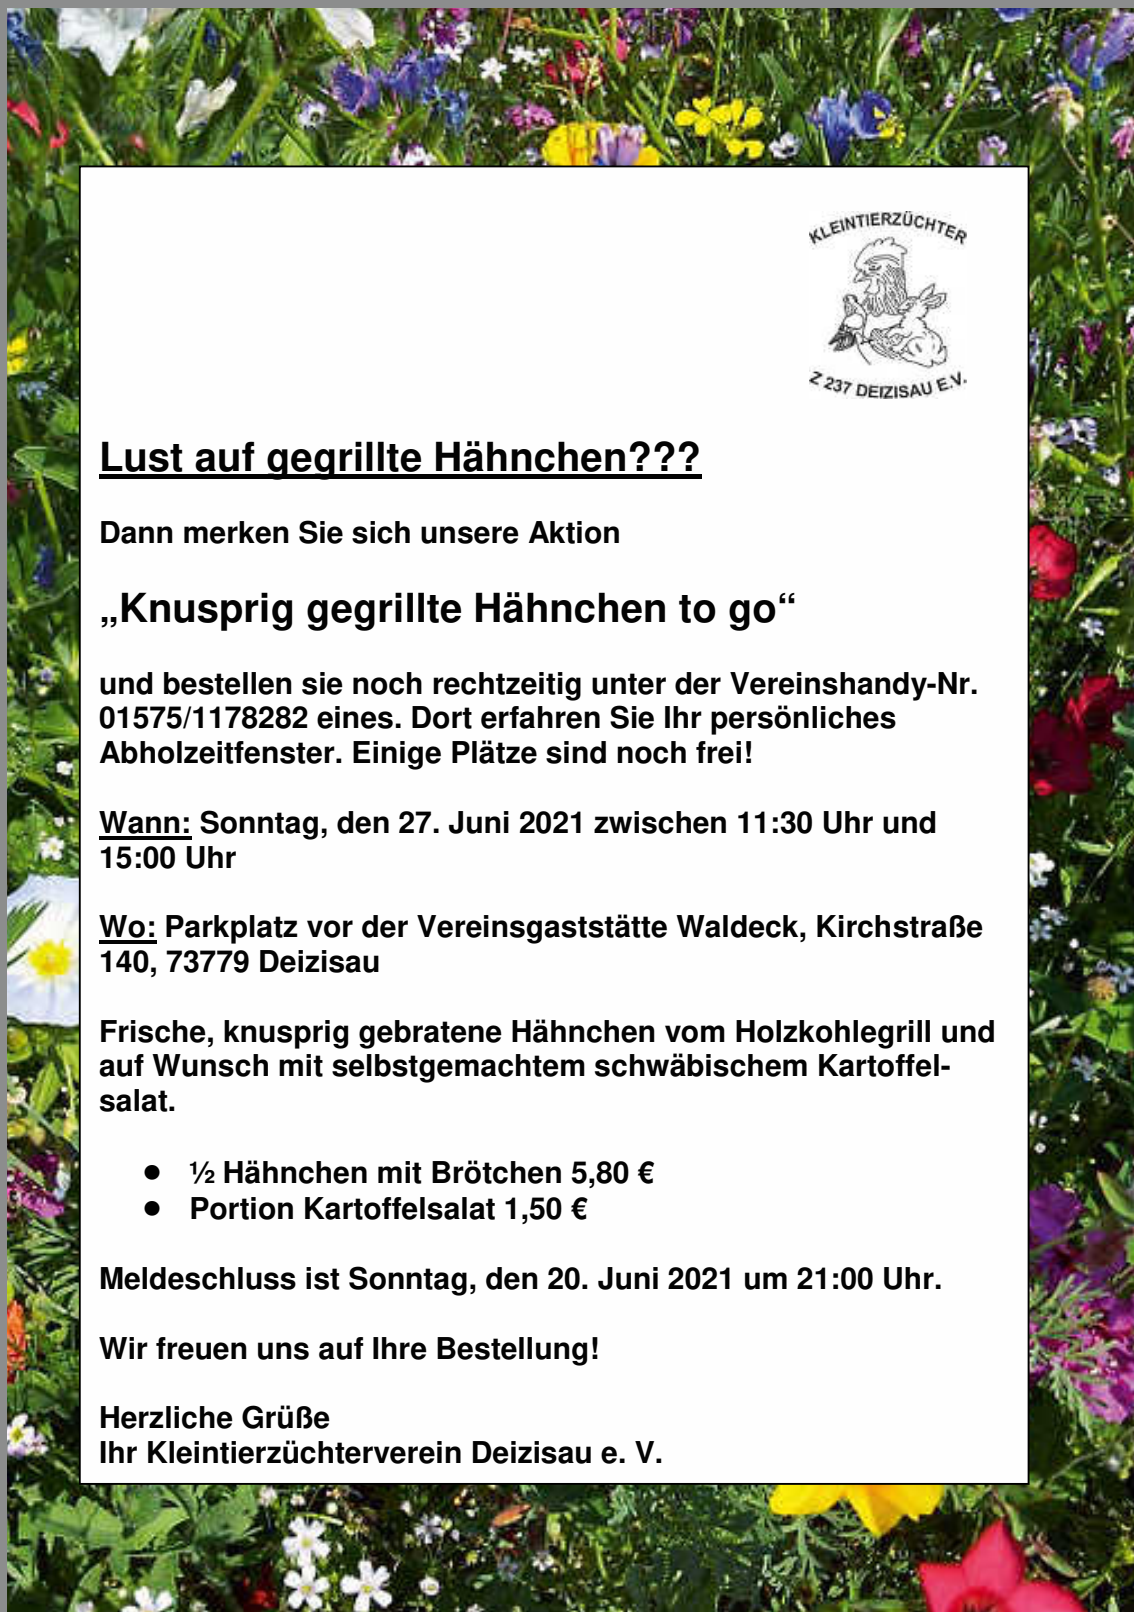 KLEINTIERZÜCHTER
Z 237 DEIZISAU E.V.
Lust auf gegrillte Hähnchen???
Dann merken Sie sich unsere Aktion
„Knusprig gegrillte Hähnchen to go“
und bestellen sie noch rechtzeitig unter der Vereinshandy-Nr.
01575/1178282 eines. Dort erfahren Sie Ihr persönliches
Abholzeitfenster. Einige Plätze sind noch frei!
Wann: Sonntag, den 27. Juni 2021 zwischen 11:30 Uhr und
15:00 Uhr
Wo: Parkplatz vor der Vereinsgaststätte Waldeck, Kirchstraße
140, 73779 Deizisau
Frische, knusprig gebratene Hähnchen vom Holzkohlegrill und
auf Wunsch mit selbstgemachtem schwäbischem Kartoffel-
salat.
● ½ Hähnchen mit Brötchen 5,80 €
● Portion Kartoffelsalat 1,50 €
Meldeschluss ist Sonntag, den 20. Juni 2021 um 21:00 Uhr.
Wir freuen uns auf Ihre Bestellung!
Herzliche Grüße
Ihr Kleintierzüchterverein Deizisau e. V.